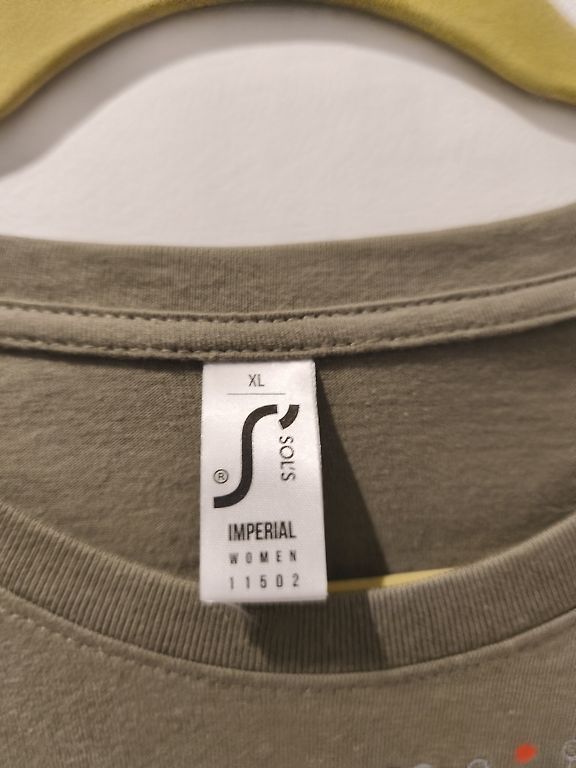 XL
SOL'S
®
IMPERIAL
WOMEN
11502